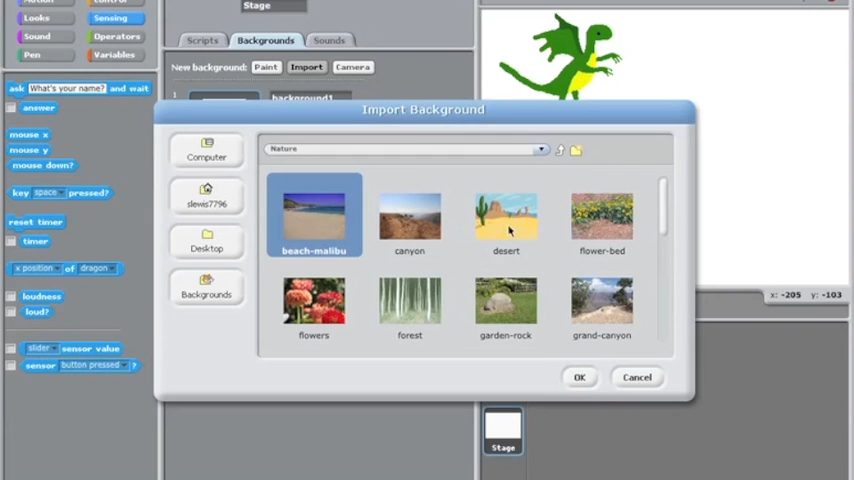 Motion
Control
Looks
Sensing
Sound
Operators
Pen
Variables
Stage
Scripts
Backgrounds
Sounds
New background:
Paint
Import
Camera
1
background1
ask What's your name? and wait
answer
mouse x
mouse y
mouse down?
key space pressed?
reset timer
timer
x position of dragon
loudness
loud?
slider sensor value
sensor button pressed ?
Import Background
Computer
slewis7796
Desktop
Backgrounds
Nature
beach-malibu
canyon
desert
flower-bed
flowers
forest
garden-rock
grand-canyon
OK
Cancel
x: -205 y: -103
Stage